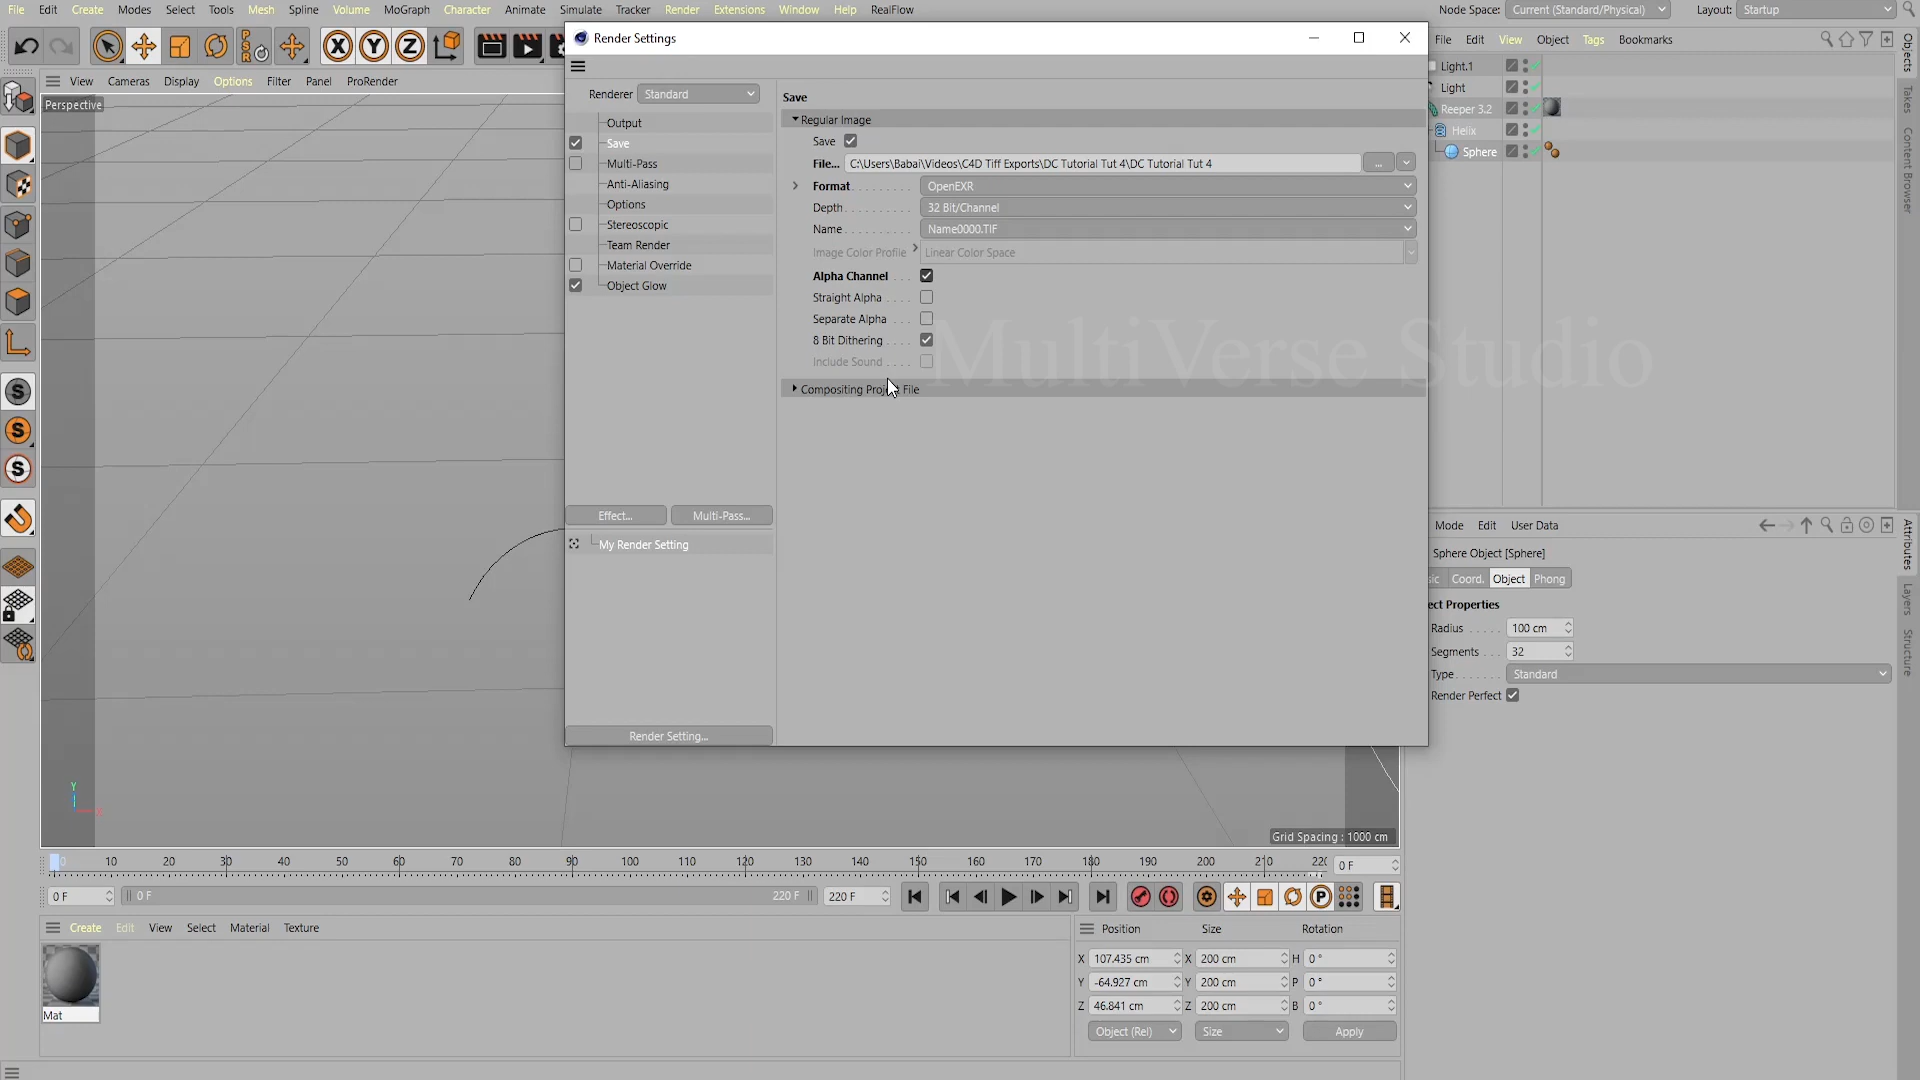 File Edit Create Modes Select Tools Mesh Spline Volume MoGraph Character Animate Simulate Tracker Render Extensions Window Help RealFlow
Node Space: Current (Standard/Physical) Layout: Startup
Render Settings
File Edit View Object Tags Bookmarks
View Cameras Display Options Filter Panel ProRender
Perspective
Renderer Standard
Output
Save
Multi-Pass
Anti-Aliasing
Options
Stereoscopic
Team Render
Material Override
Object Glow
Effect... Multi-Pass...
My Render Setting
Render Setting...
Save
Regular Image
Save
File... C:\Users\Babai\Videos\C4D Tiff Exports\DC Tutorial Tut 4\DC Tutorial Tut 4 ...
Format OpenEXR
Depth 32 Bit/Channel
Name Name0000.TIF
Image Color Profile Linear Color Space
Alpha Channel
Straight Alpha
Separate Alpha
8 Bit Dithering
Include Sound
Compositing Project File
MultiVerse Studio
Light.1
Light
Reeper 3.2
Helix
Sphere
Objects
Takes
Content Browser
Mode Edit User Data
Sphere Object [Sphere]
Coord. Object Phong
Radius 100 cm
Segments 32
Type Standard
Render Perfect
Attributes
Layers
Structure
Y
X
Grid Spacing : 1000 cm
0 10 20 30 40 50 60 70 80 90 100 110 120 130 140 150 160 170 180 190 200 210 220 0 F
0 F 0 F 220 F 220 F
Create Edit View Select Material Texture
Mat
Position Size Rotation
X 107.435 cm X 200 cm H 0 °
Y -64.927 cm Y 200 cm P 0 °
Z 46.841 cm Z 200 cm B 0 °
Object (Rel) Size Apply